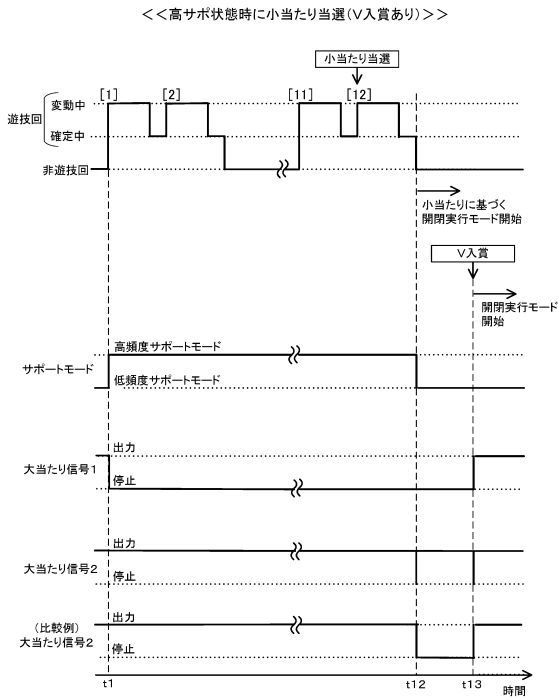 ＜＜高サポ状態時に小当たり当選(V入賞あり)＞＞
小当たり当選
[1]
[2]
[11]
[12]
遊技回
変動中
確定中
非遊技回
小当たりに基づく
開閉実行モード開始
V入賞
開閉実行モード
開始
サポートモード
高頻度サポートモード
低頻度サポートモード
大当たり信号1
出力
停止
大当たり信号2
出力
停止
(比較例)
大当たり信号2
出力
停止
t1
t12
t13
時間